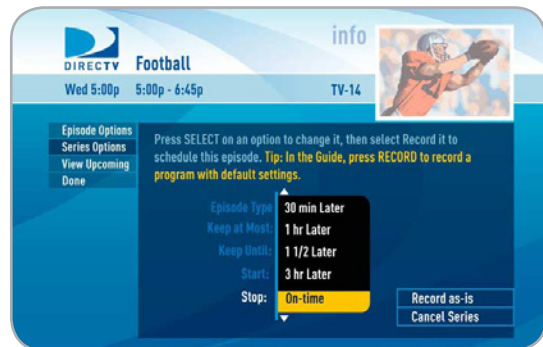 info
DIRECTV Football
Wed 5:00p 5:00p - 6:45p TV-14
Episode Options
Series Options
View Upcoming
Done
Press SELECT on an option to change it, then select Record it to
schedule this episode. Tip: In the Guide, press RECORD to record a
program with default settings.
Episode Type 30 min Later
Keep at Most: 1 hr Later
Keep Until: 1 1/2 Later
Start: 3 hr Later
Stop: On-time
Record as-is
Cancel Series